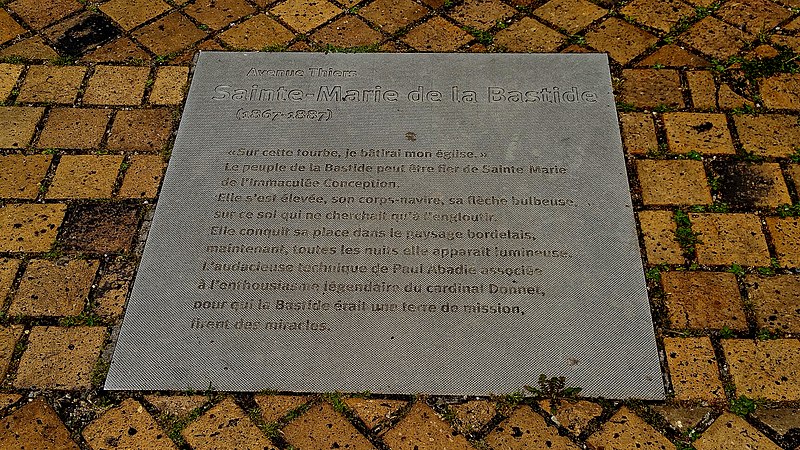 Avenue Thiers
Sainte-Marie de la Bastide
(1867-1887)
« Sur cette tourbe, je bâtirai mon église. »
Le peuple de la Bastide peut être fier de Sainte-Marie
de l'Immaculée Conception.
Elle s'est élevée, son corps-navire, sa flèche bulbeuse,
sur ce sol qui ne cherchait qu'à l'engloutir.
Elle conquit sa place dans le paysage bordelais,
maintenant, toutes les nuits elle apparait lumineuse.
L'audacieuse technique de Paul Abadie associée
à l'enthousiasme légendaire du cardinal Donnet,
pour qui la Bastide était une terre de mission,
firent des miracles.